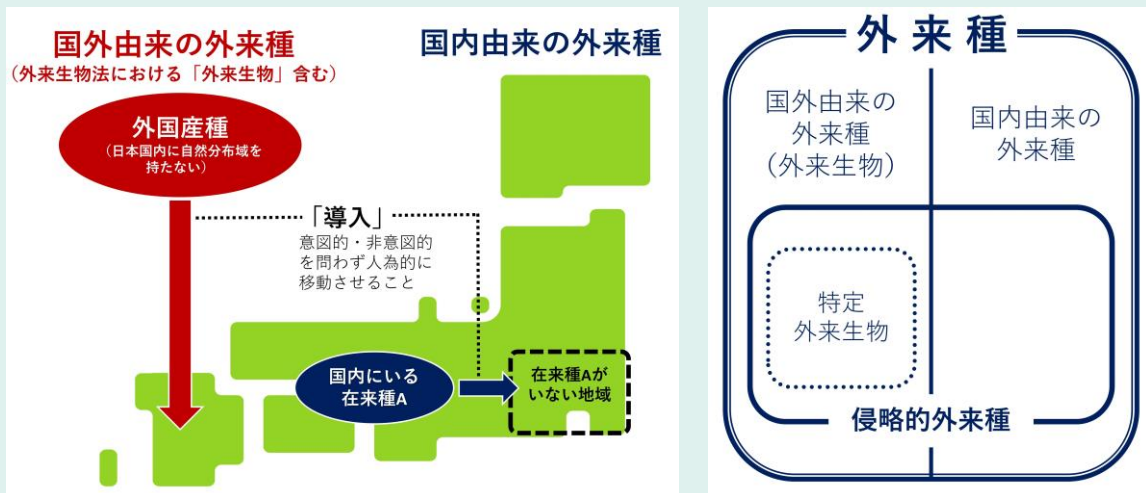 国外由来の外来種
（外来生物法における「外来生物」含む）
外国産種
（日本国内に自然分布域を
持たない）
国内由来の外来種
「導入」
意図的・非意図的
を問わず人為的に
移動させること
国内にいる
在来種A
在来種Aが
いない地域
外来種
国外由来の
外来種
（外来生物）
国内由来の
外来種
特定
外来生物
侵略的外来種